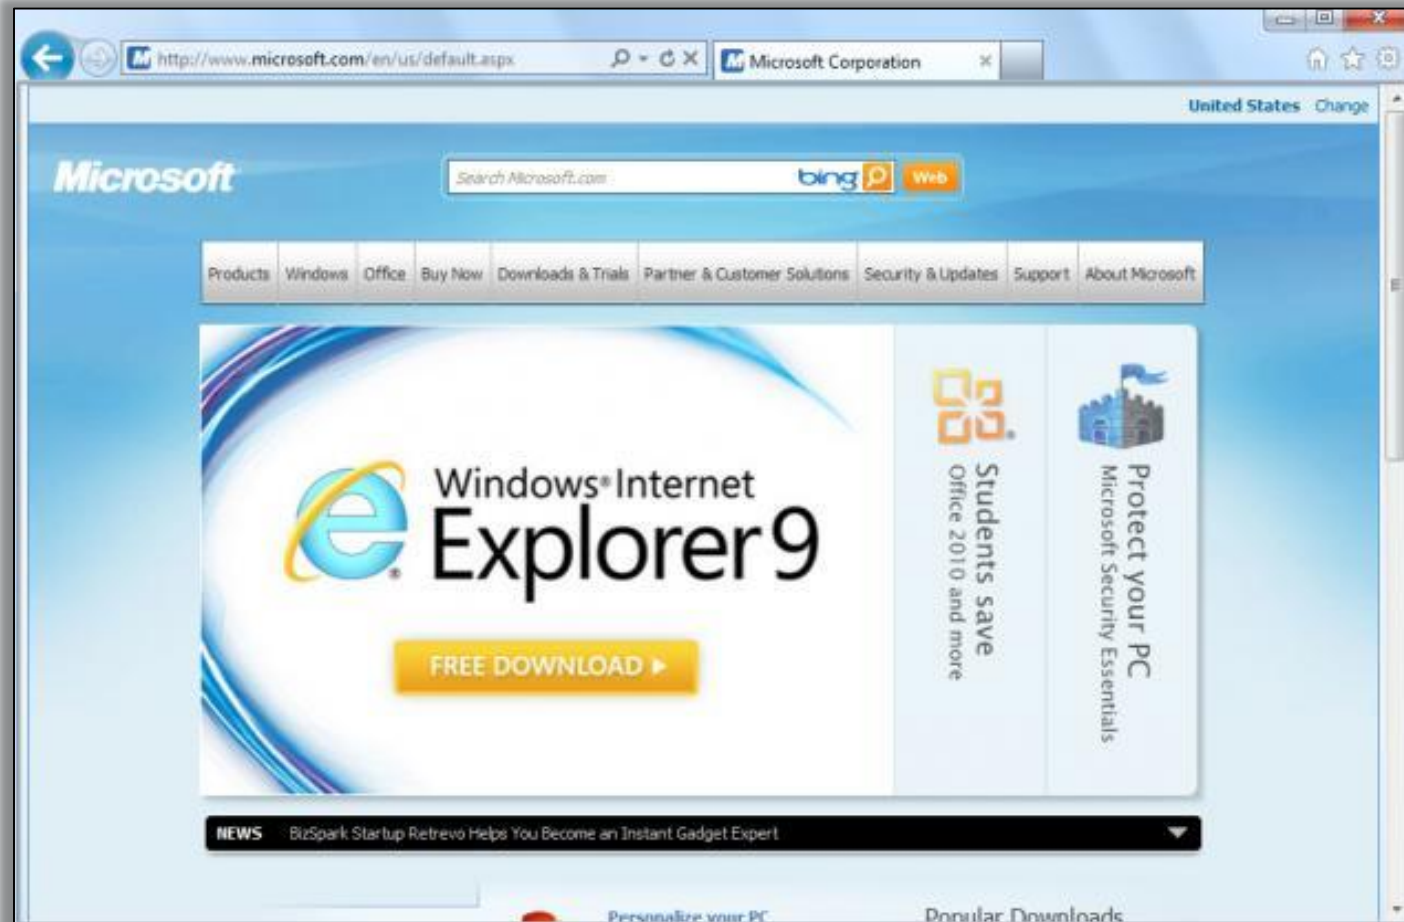 http://www.microsoft.com/en/us/default.aspx
Microsoft Corporation
United States Change
Microsoft
Search Microsoft.com bing Web
Products Windows Office Buy Now Downloads & Trials Partner & Customer Solutions Security & Updates Support About Microsoft
Windows® Internet
Explorer 9
FREE DOWNLOAD
Students save
Office 2010 and more
Protect your PC
Microsoft Security Essentials
NEWS BizSpark Startup Retrevo Helps You Become an Instant Gadget Expert
Personalize your PC
Popular Downloads